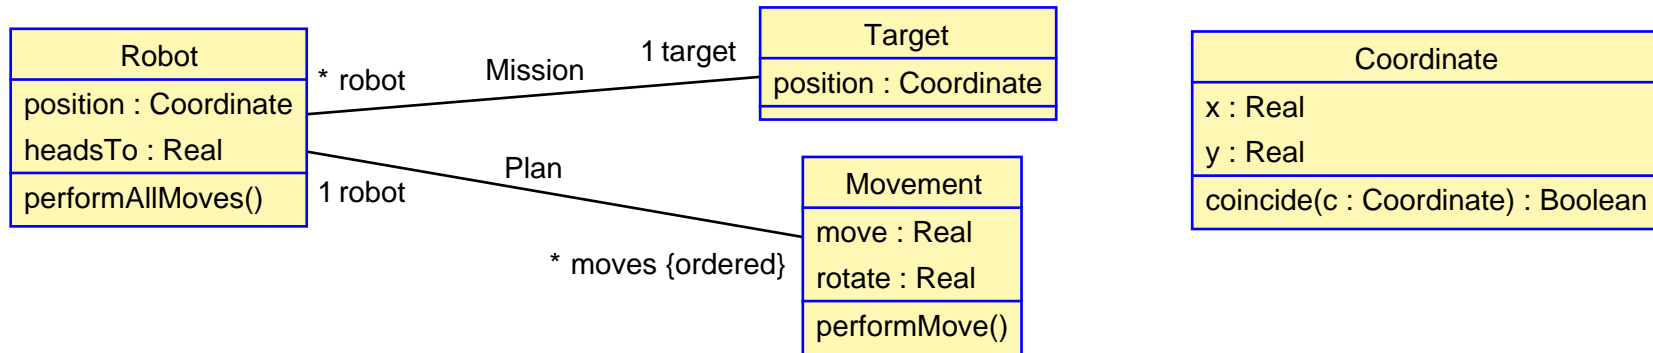 Robot
position : Coordinate
headsTo : Real
performAllMoves()
* robot
Mission
1 target
1 robot
Plan
* moves {ordered}
Target
position : Coordinate
Movement
move : Real
rotate : Real
performMove()
Coordinate
x : Real
y : Real
coincide(c : Coordinate) : Boolean